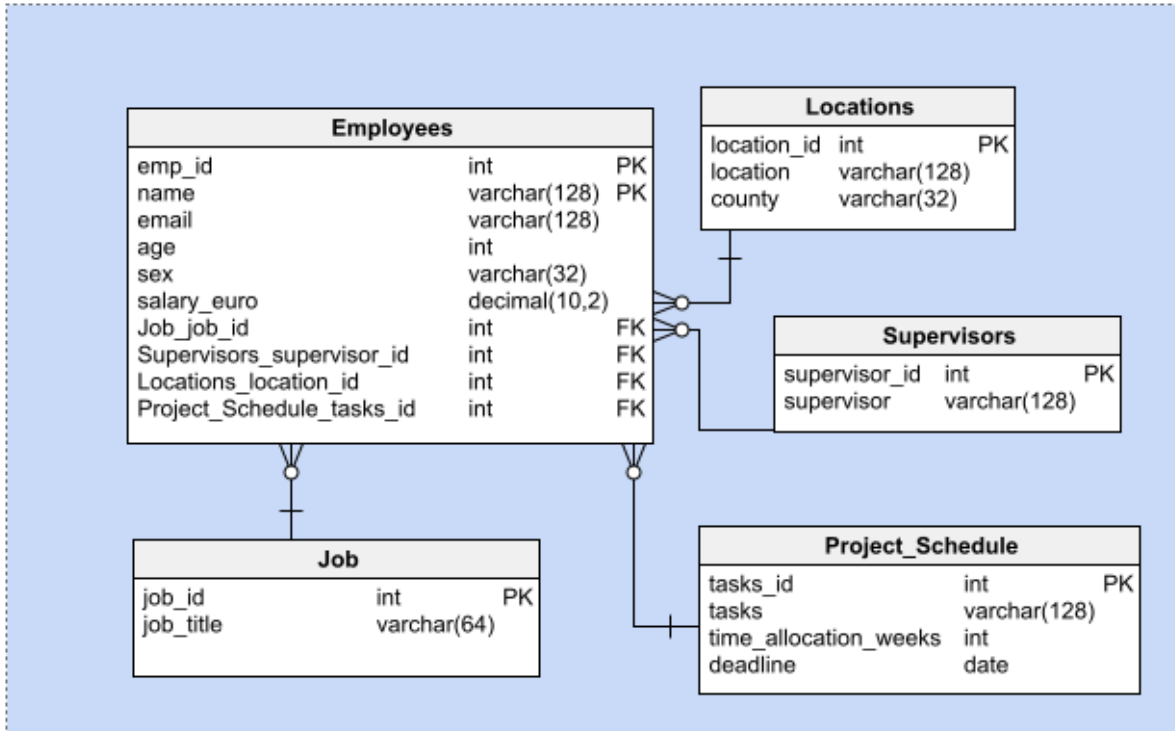 Employees
emp_id int PK
name varchar(128) PK
email varchar(128)
age int
sex varchar(32)
salary_euro decimal(10,2)
Job_job_id int FK
Supervisors_supervisor_id int FK
Locations_location_id int FK
Project_Schedule_tasks_id int FK
Locations
location_id int PK
location varchar(128)
county varchar(32)
Supervisors
supervisor_id int PK
supervisor varchar(128)
Job
job_id int PK
job_title varchar(64)
Project_Schedule
tasks_id int PK
tasks varchar(128)
time_allocation_weeks int
deadline date